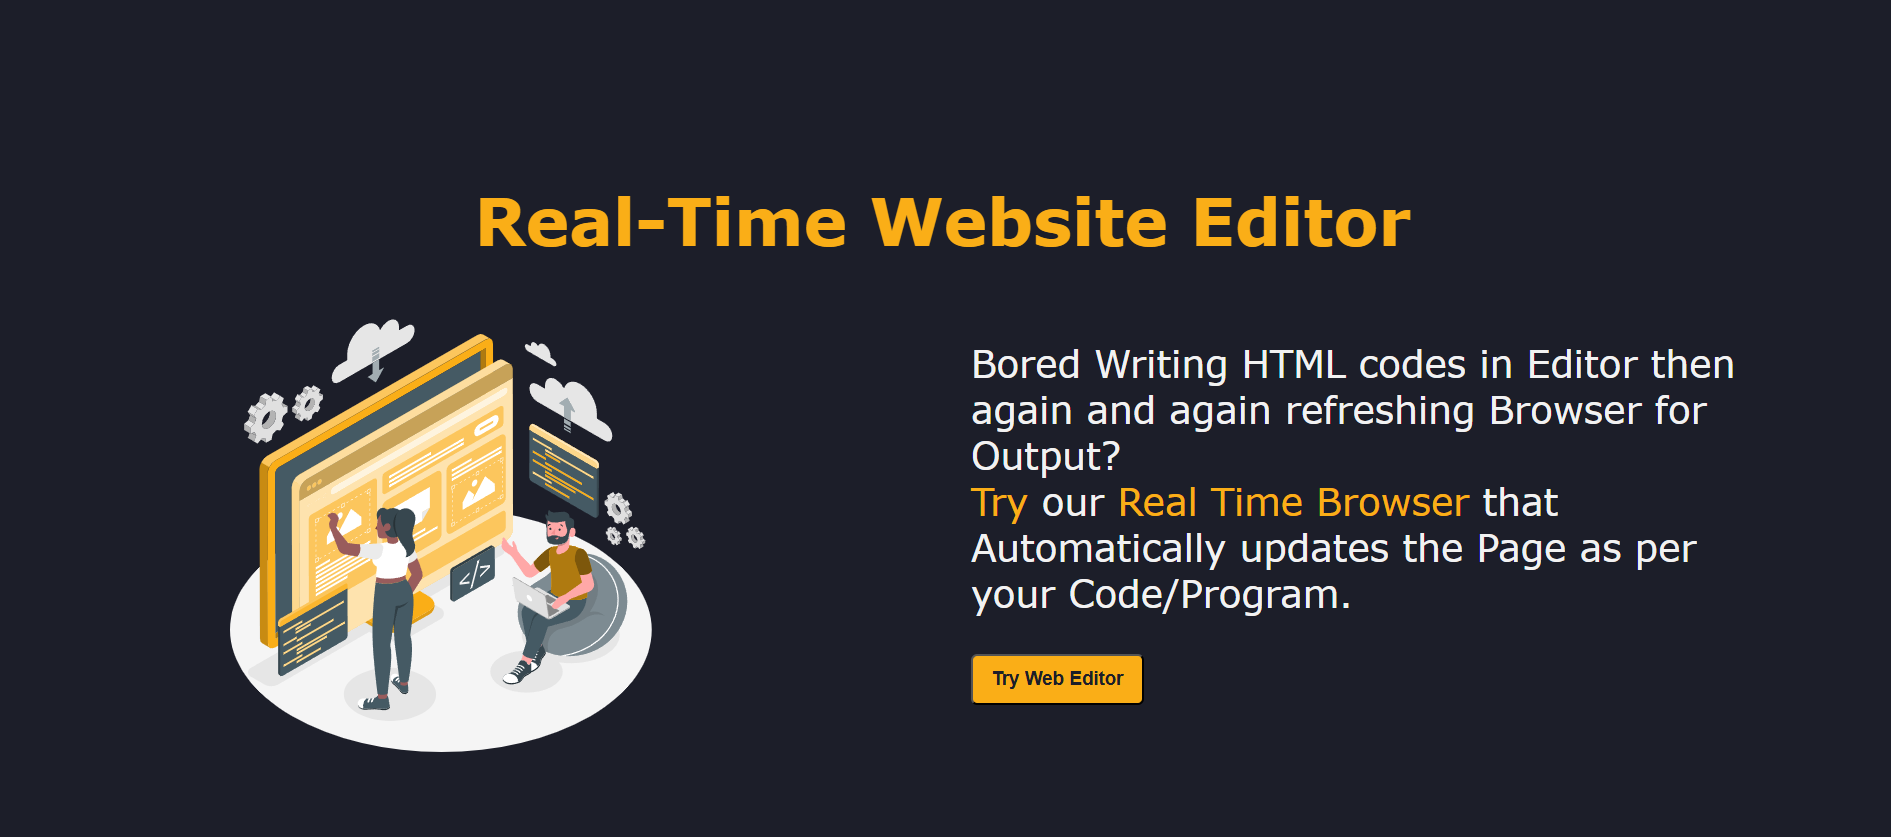 Real-Time Website Editor
Bored Writing HTML codes in Editor then
again and again refreshing Browser for
Output?
Try our Real Time Browser that
Automatically updates the Page as per
your Code/Program.
</>
Try Web Editor